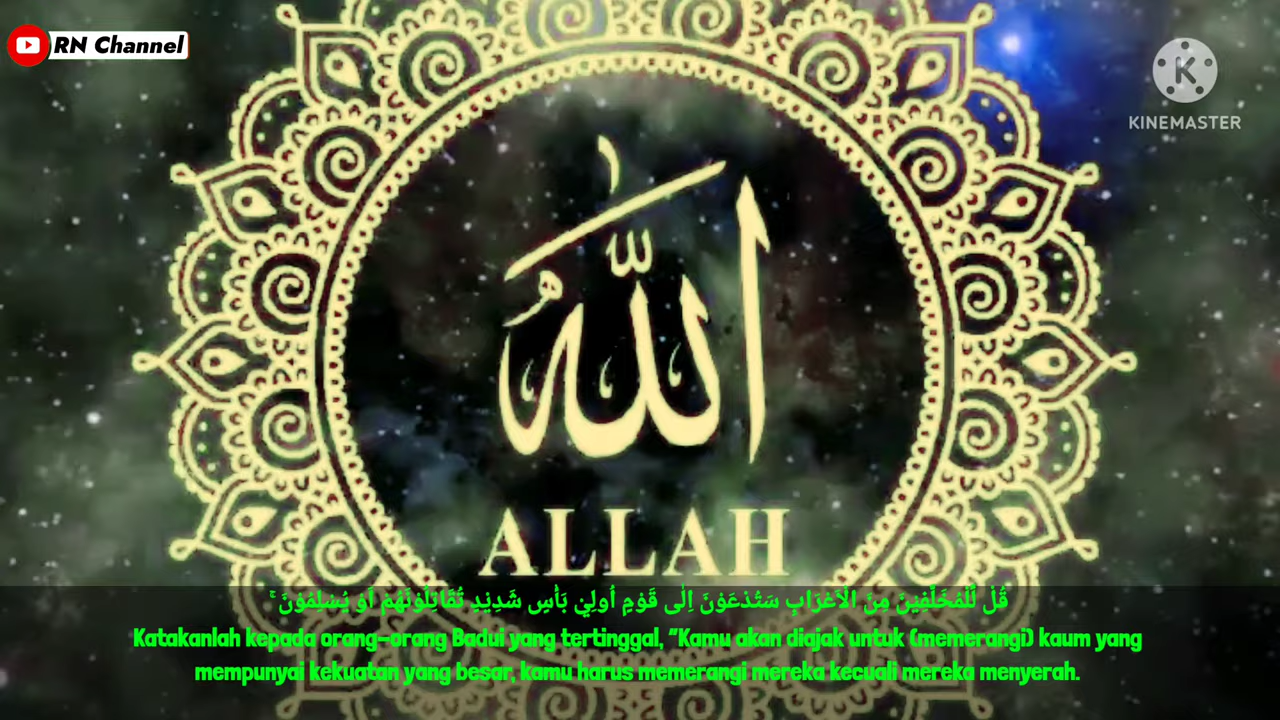 RN Channel
KINEMASTER
الله
ALLAH
قُلْ لِّلْمُخَلَّفِيْنَ مِنَ الْاَعْرَابِ سَتُدْعَوْنَ اِلٰى قَوْمٍ اُولِيْ بَأْسٍ شَدِيْدٍ تُقَاتِلُوْنَهُمْ اَوْ يُسْلِمُوْنَ ۚ
Katakanlah kepada orang-orang Badui yang tertinggal, "Kamu akan diajak untuk (memerangi) kaum yang
mempunyai kekuatan yang besar, kamu harus memerangi mereka kecuali mereka menyerah.